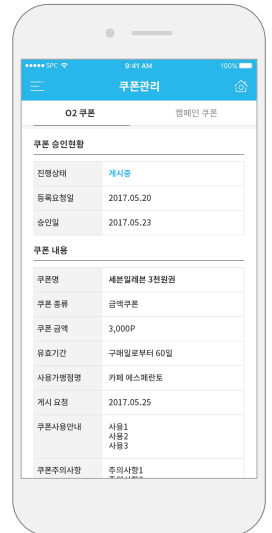 SPC 9:41 AM 100%
쿠폰관리
O2 쿠폰 캠페인 쿠폰
쿠폰 승인현황
진행상태 게시중
등록요청일 2017.05.20
승인일 2017.05.23
쿠폰 내용
쿠폰명 세븐일레븐 3천원권
쿠폰 종류 금액쿠폰
쿠폰 금액 3,000P
유효기간 구매일로부터 60일
사용가맹점명 카페 에스페란토
게시 요청 2017.05.25
쿠폰사용안내 사용1
사용2
사용3
쿠폰주의사항 주의사항1